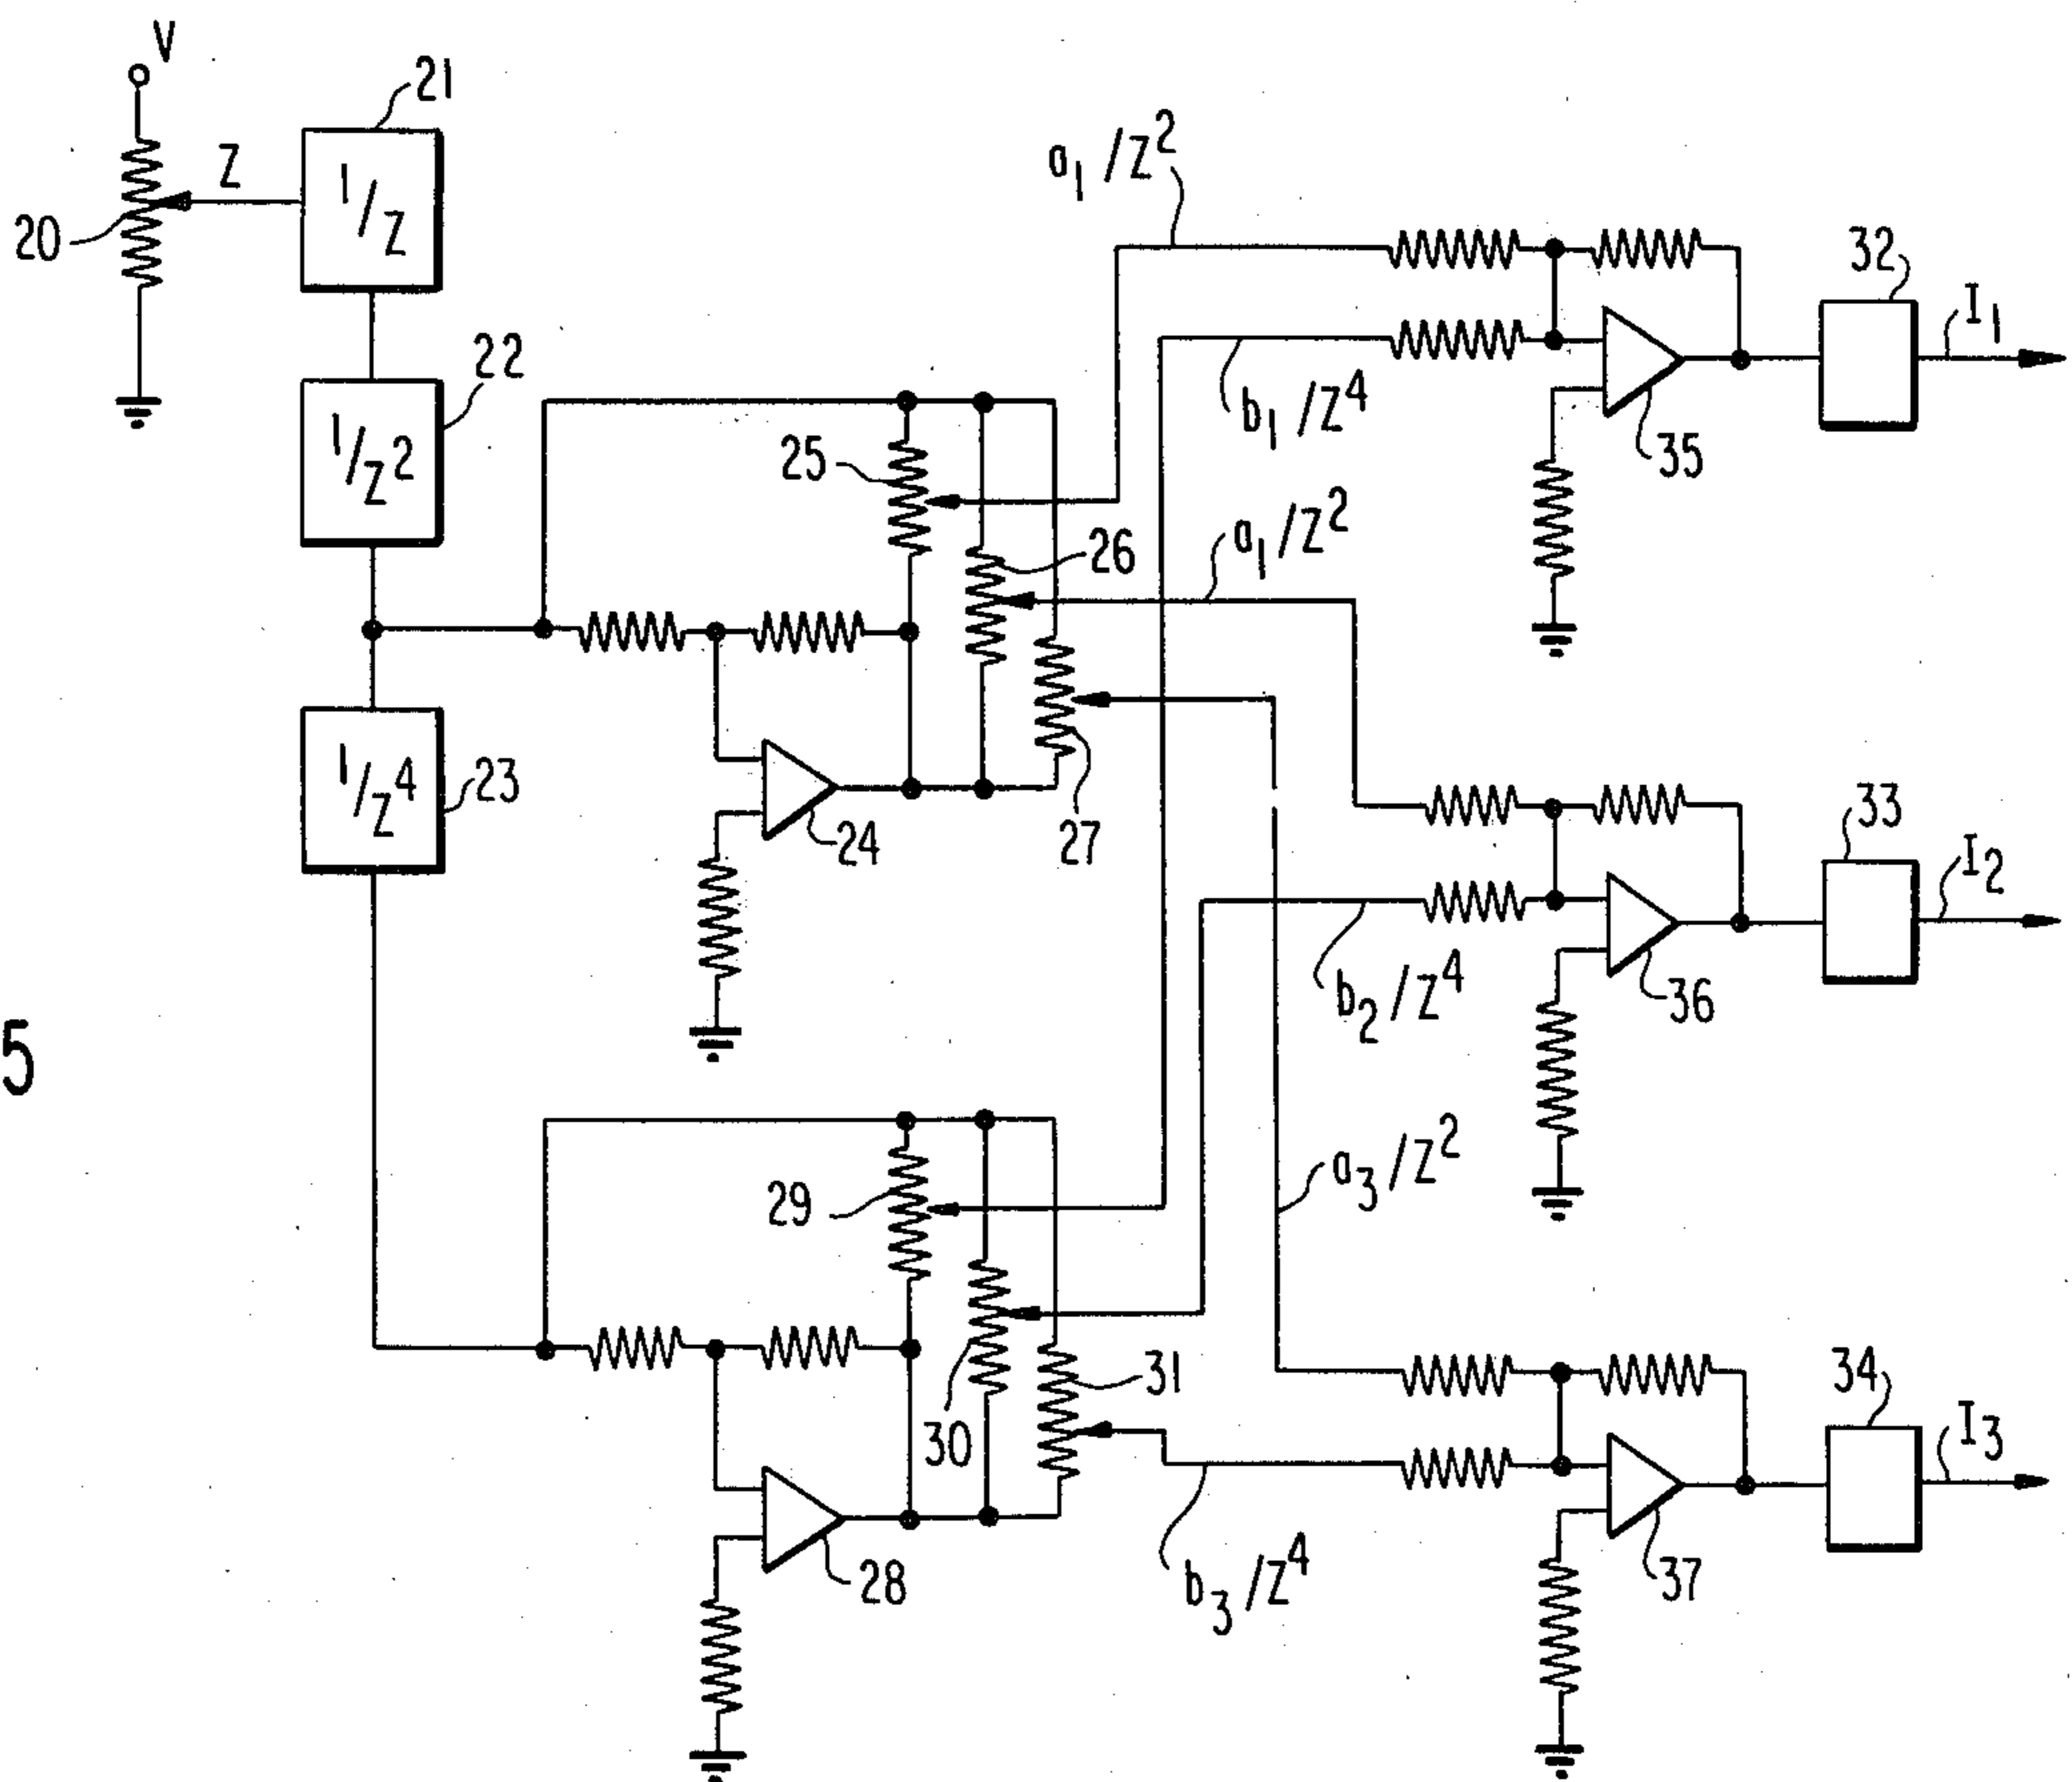 V
21
Z
1/Z
20
a₁/Z²
32
I₁
22
1/Z²
b₁/Z⁴
25
35
a₁/Z²
26
1/Z⁴
23
24
27
33
I₂
b₂/Z⁴
36
5
a₃/Z²
29
31
34
I₃
30
28
b₃/Z⁴
37